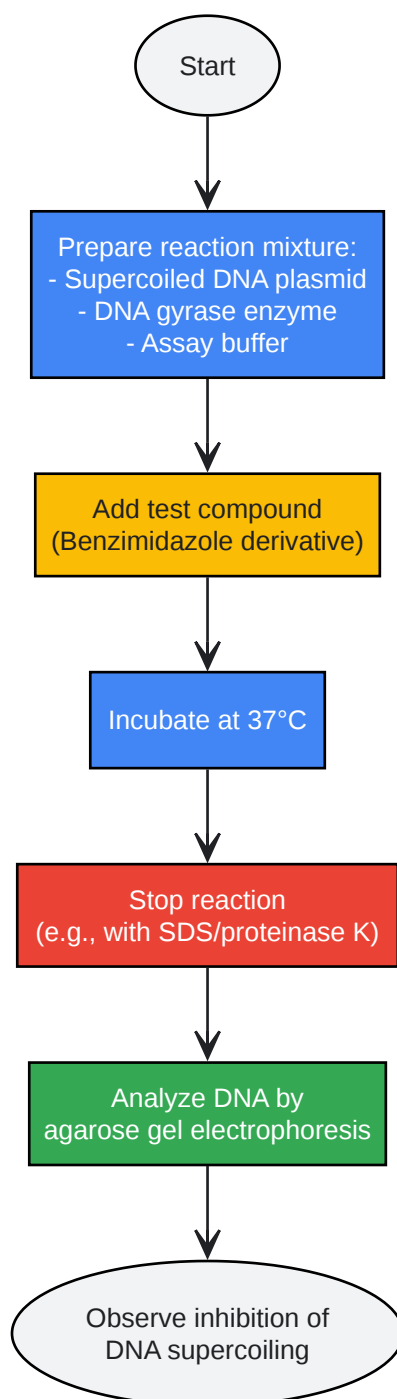 Start
Prepare reaction mixture:
- Supercoiled DNA plasmid
- DNA gyrase enzyme
- Assay buffer
Add test compound
(Benzimidazole derivative)
Incubate at 37°C
Stop reaction
(e.g., with SDS/proteinase K)
Analyze DNA by
agarose gel electrophoresis
Observe inhibition of
DNA supercoiling